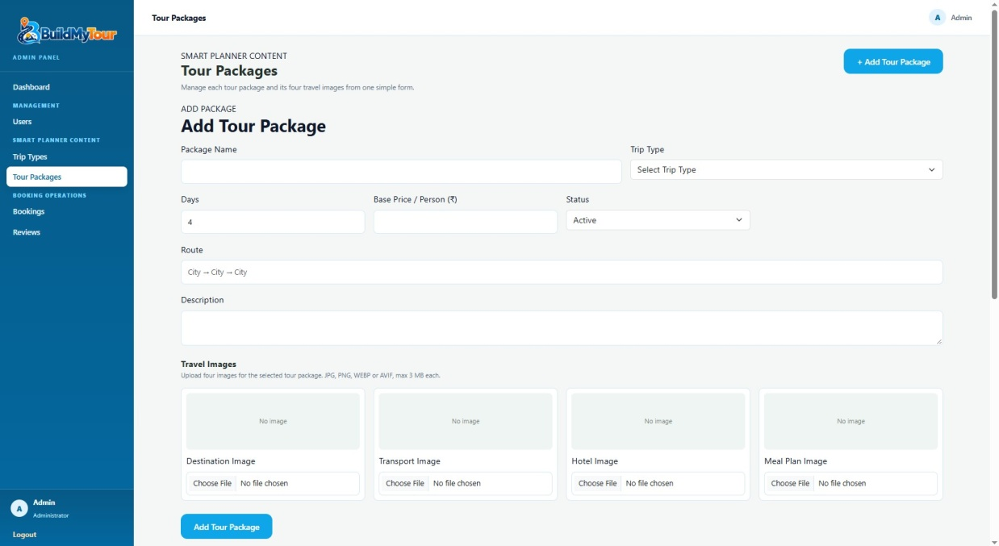 BuildMyTour
ADMIN PANEL
Dashboard
MANAGEMENT
Users
SMART PLANNER CONTENT
Trip Types
Tour Packages
BOOKING OPERATIONS
Bookings
Reviews
A
Admin
Administrator
Logout
Tour Packages
A Admin
SMART PLANNER CONTENT
Tour Packages
Manage each tour package and its four travel images from one simple form.
+ Add Tour Package
ADD PACKAGE
Add Tour Package
Package Name
Trip Type
Select Trip Type
Days
Base Price / Person (₹)
Status
4
Active
Route
City → City → City
Description
Travel Images
Upload four images for the selected tour package. JPG, PNG, WEBP or AVIF, max 3 MB each.
No image
No image
No image
No image
Destination Image
Transport Image
Hotel Image
Meal Plan Image
Choose File No file chosen
Choose File No file chosen
Choose File No file chosen
Choose File No file chosen
Add Tour Package